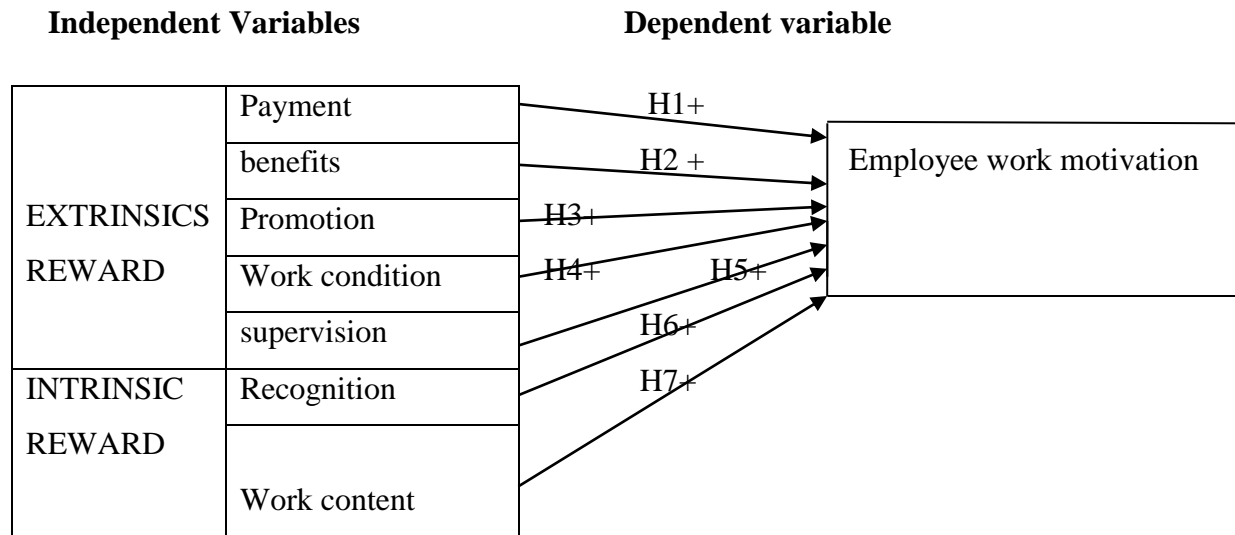 Independent Variables Dependent variable
Payment H1+
benefits H2 + Employee work motivation
EXTRINSICS Promotion H3+
REWARD Work condition H4+ H5+
supervision H6+
INTRINSIC Recognition H7+
REWARD
Work content